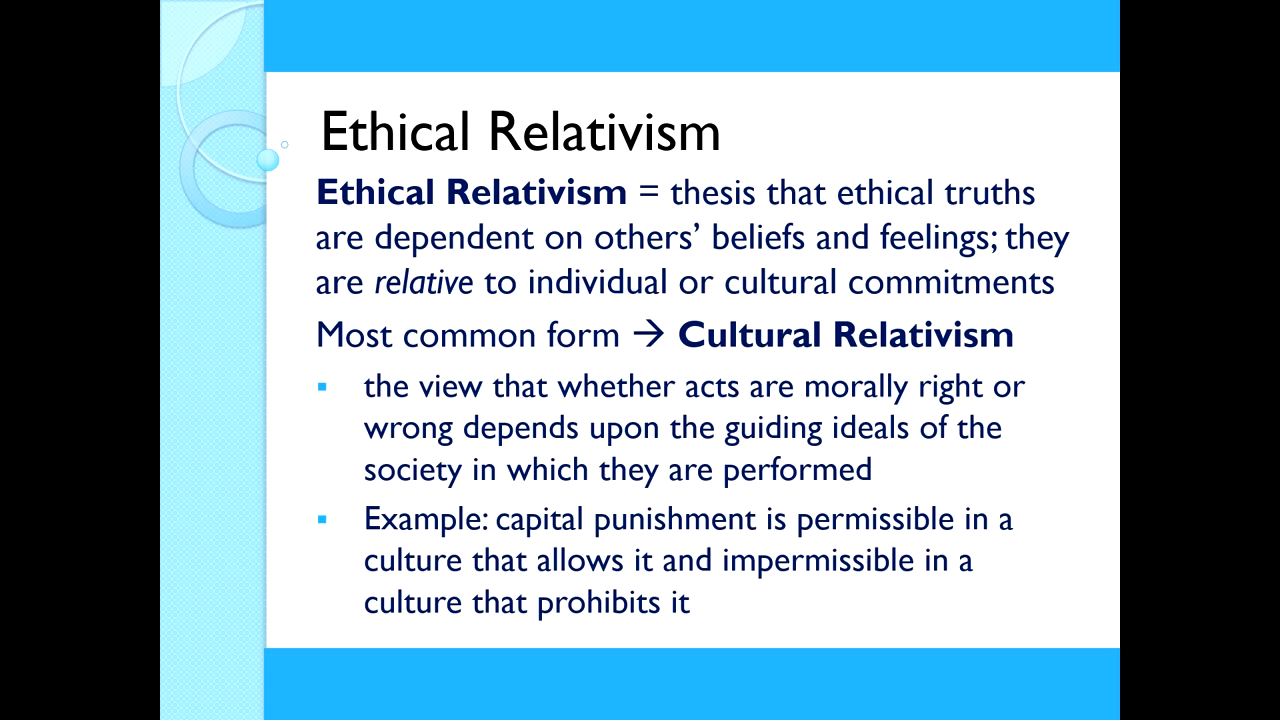 Ethical Relativism
Ethical Relativism = thesis that ethical truths
are dependent on others’ beliefs and feelings; they
are relative to individual or cultural commitments
Most common form → Cultural Relativism
▪ the view that whether acts are morally right or
wrong depends upon the guiding ideals of the
society in which they are performed
▪ Example: capital punishment is permissible in a
culture that allows it and impermissible in a
culture that prohibits it